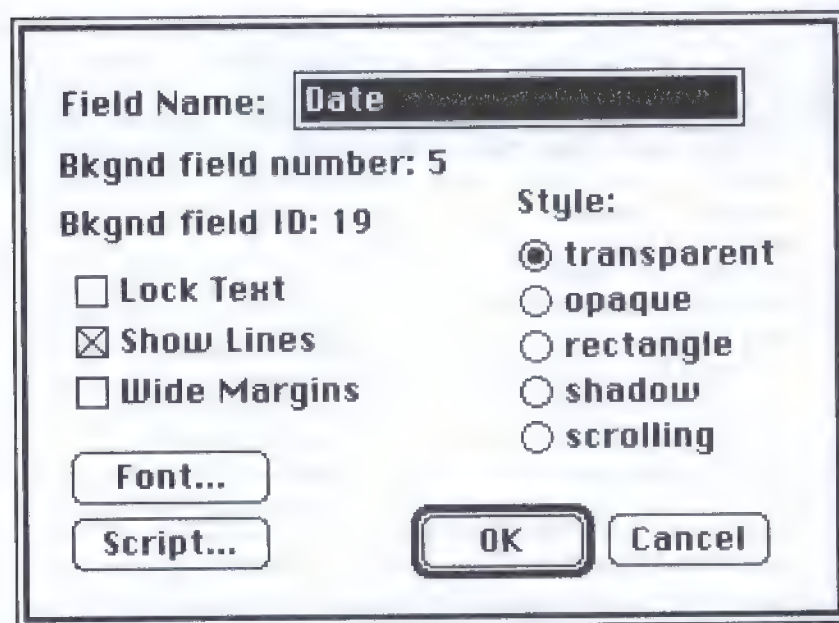 Field Name: Date
Bkgnd field number: 5
Bkgnd field ID: 19
Lock Text
Show Lines
Wide Margins
Style:
transparent
opaque
rectangle
shadow
scrolling
Font...
Script...
OK
Cancel